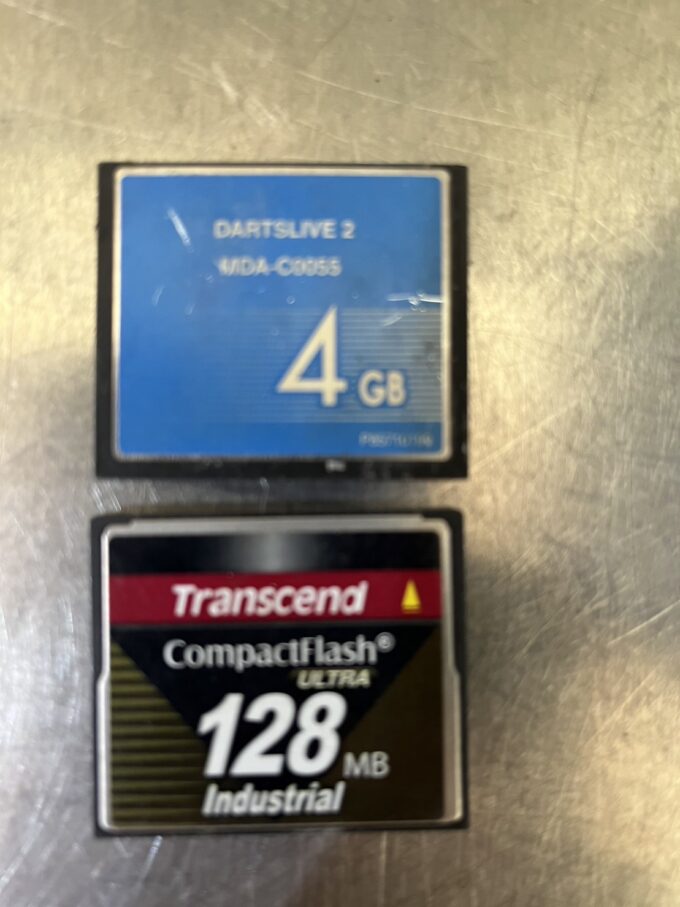 DARTSLIVE 2
MDA-C0055
4 GB
Transcend
CompactFlash®
ULTRA
128 MB
Industrial